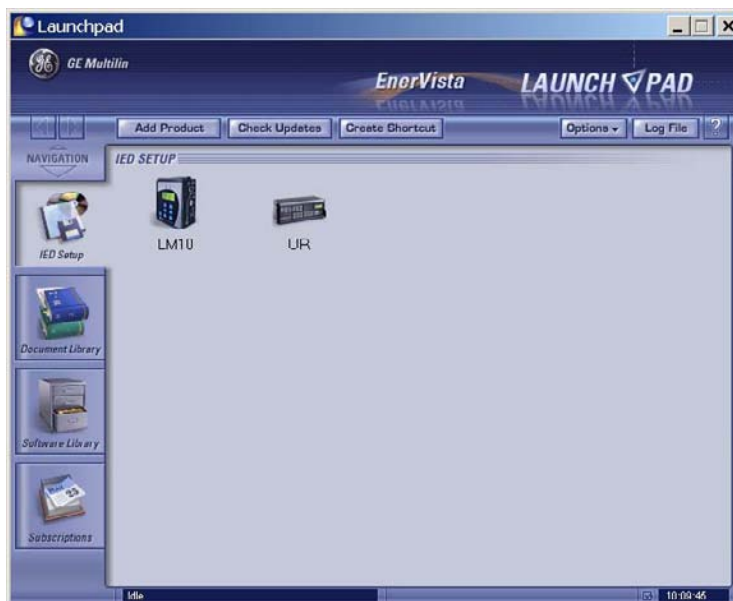 Launchpad
GE Multilin
EnerVista LAUNCH PAD
Add Product Check Updates Create Shortcut Options Log File ?
NAVIGATION
IED SETUP
LM10 UR
IED Setup
Document Library
Software Library
Subscriptions
Idle 10:09:45